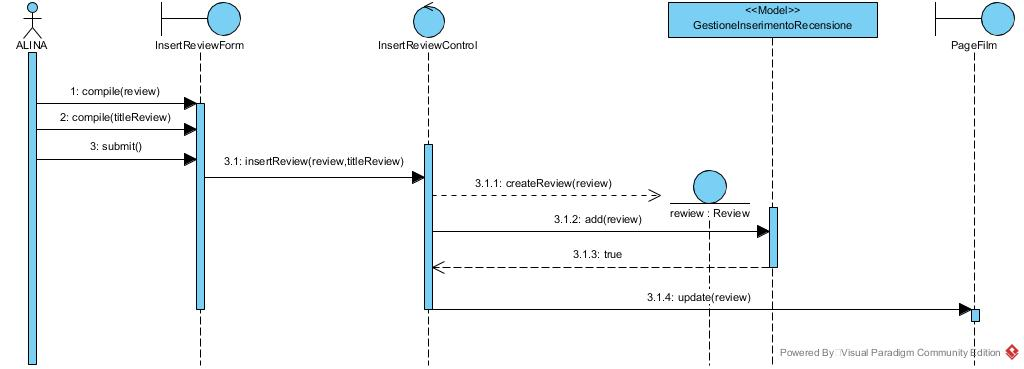 <<Model>>
GestioneInserimentoRecensione
ALINA
InsertReviewForm
InsertReviewControl
PageFilm
1: compile(review)
2: compile(titleReview)
3: submit()
3.1: insertReview(review,titleReview)
3.1.1: createReview(review)
rewiew : Review
3.1.2: add(review)
3.1.3: true
3.1.4: update(review)
Powered By Visual Paradigm Community Edition